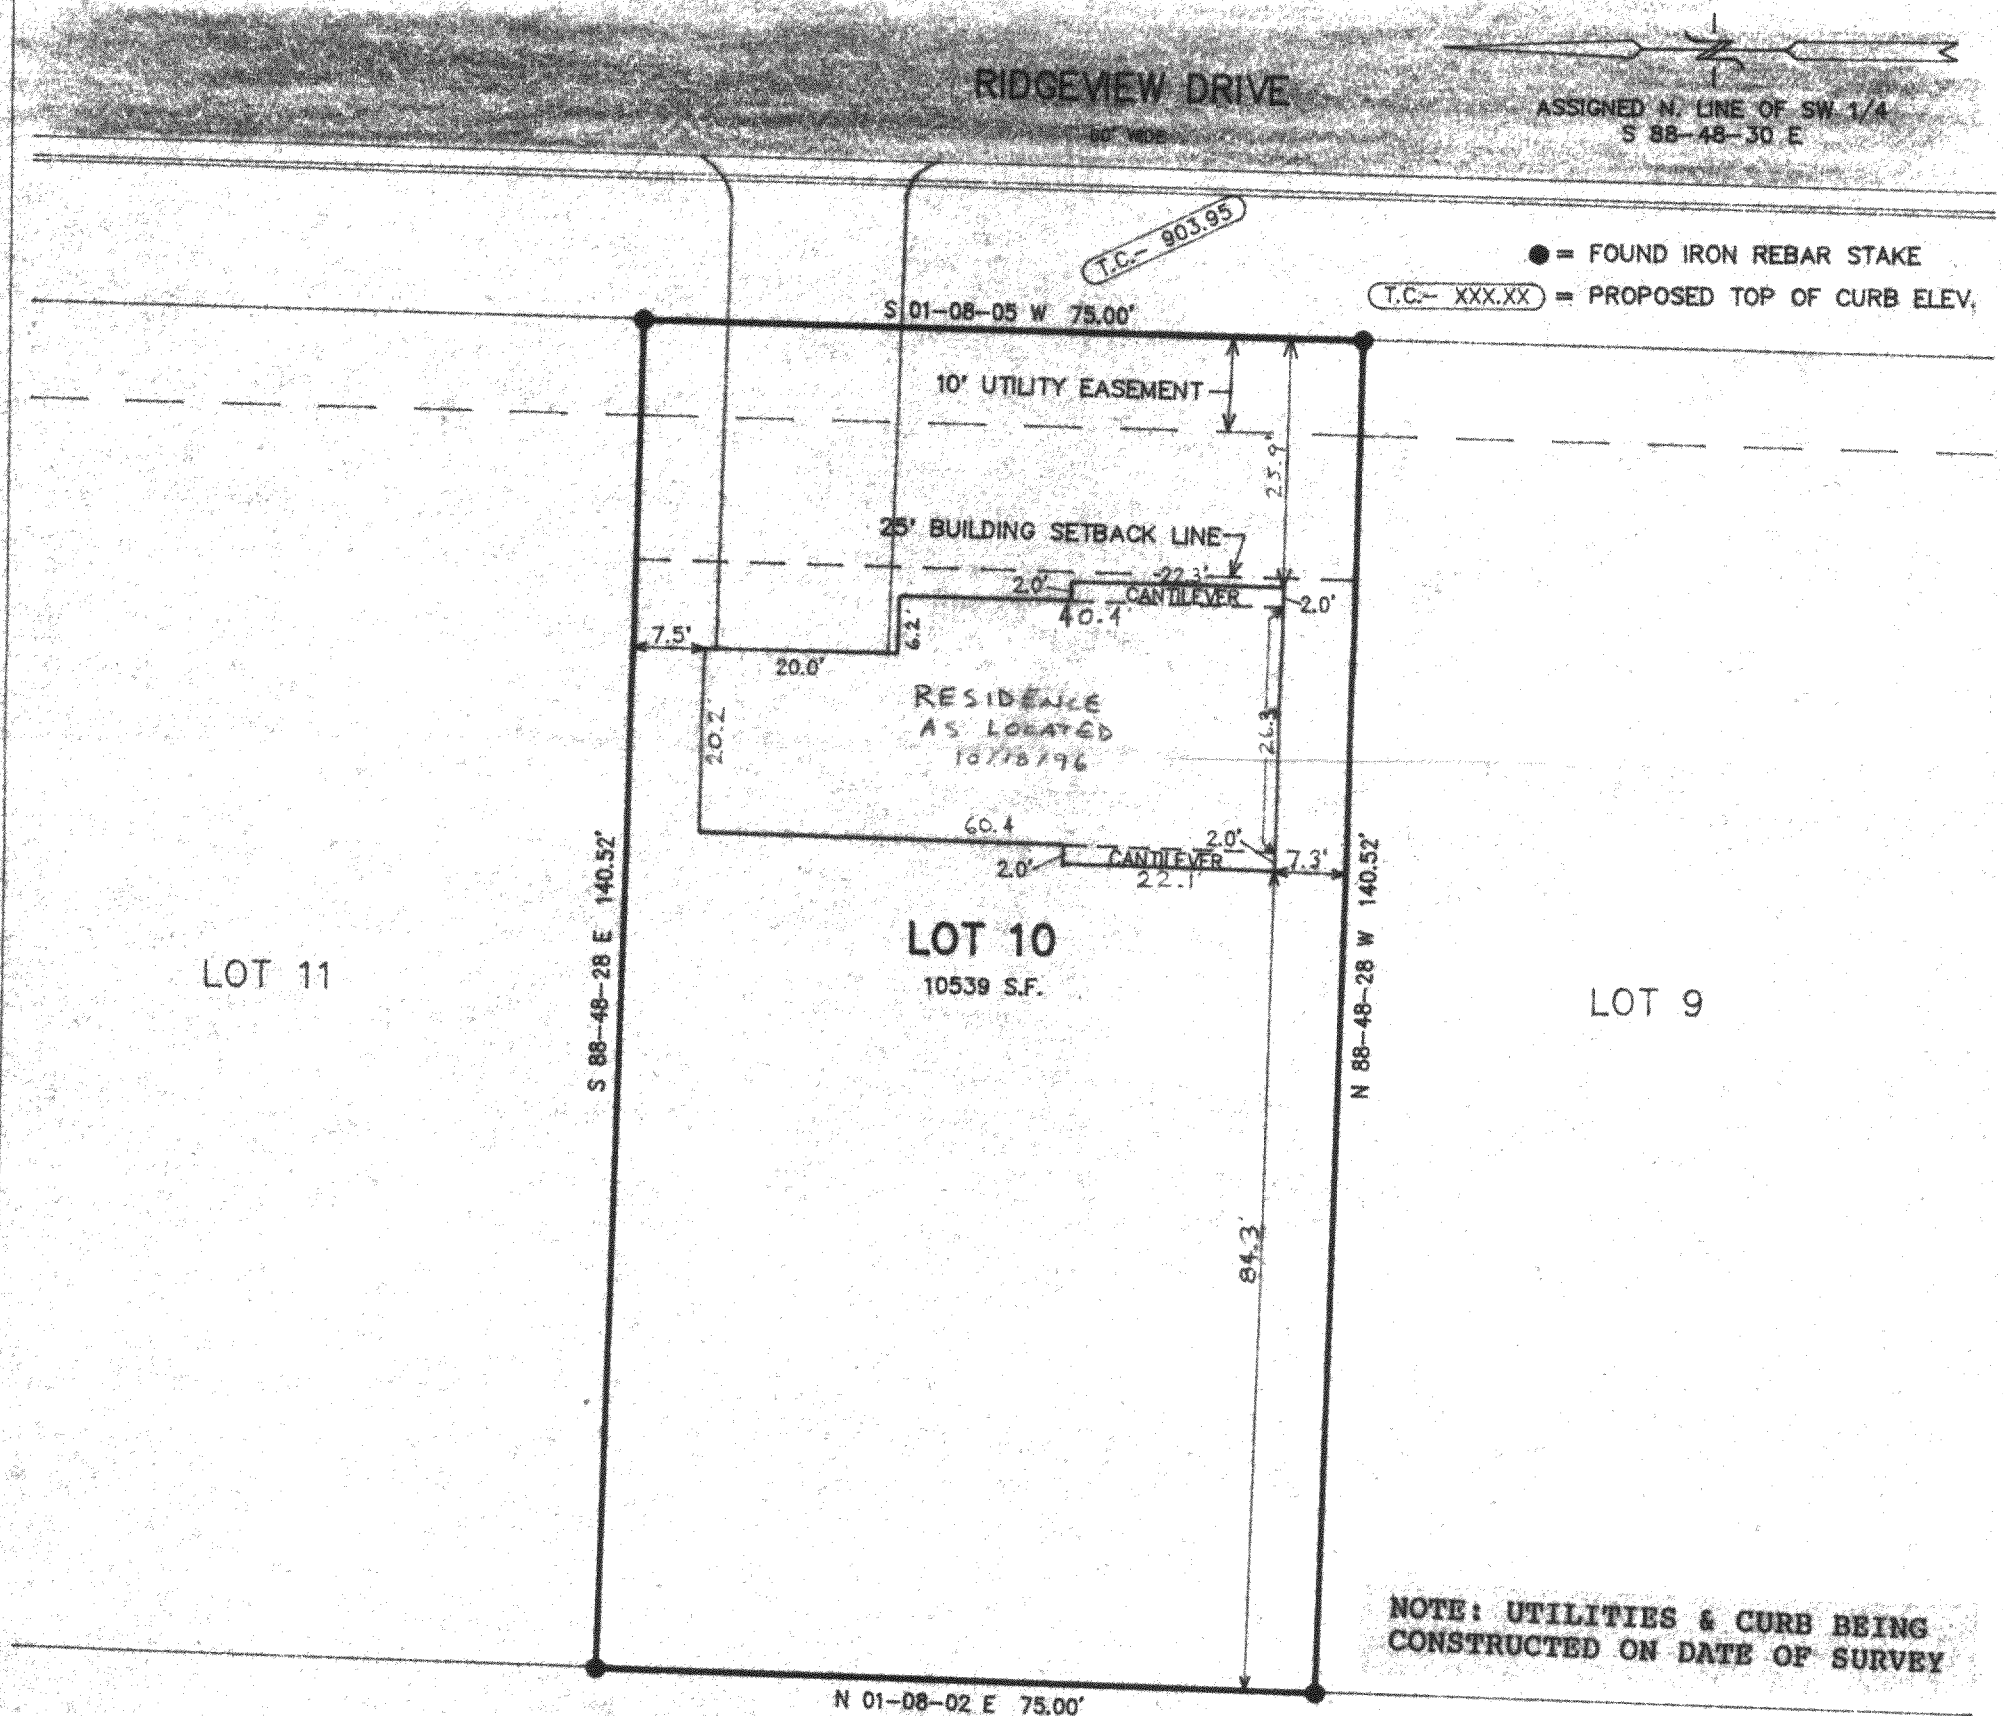 RIDGEVIEW DRIVE
60' WIDE
ASSIGNED N. LINE OF SW 1/4
S 88-48-30 E
T.C.- 903.95
●= FOUND IRON REBAR STAKE
T.C.- XXX.XX = PROPOSED TOP OF CURB ELEV.
S 01-08-05 W 75.00'
10' UTILITY EASEMENT
25.9'
25' BUILDING SETBACK LINE
22.3'
2.0'
CANTILEVER
2.0'
40.4'
6.2'
7.5'
20.0'
RESIDENCE
AS LOCATED
10/18/96
20.2'
26.3
60.4
2.0'
CANTILEVER
2.0'
22.1'
7.3'
S 88-48-28 E 140.52'
N 88-48-28 W 140.52'
LOT 10
10539 S.F.
LOT 11
LOT 9
84.3'
NOTE: UTILITIES & CURB BEING
CONSTRUCTED ON DATE OF SURVEY
N 01-08-02 E 75.00'